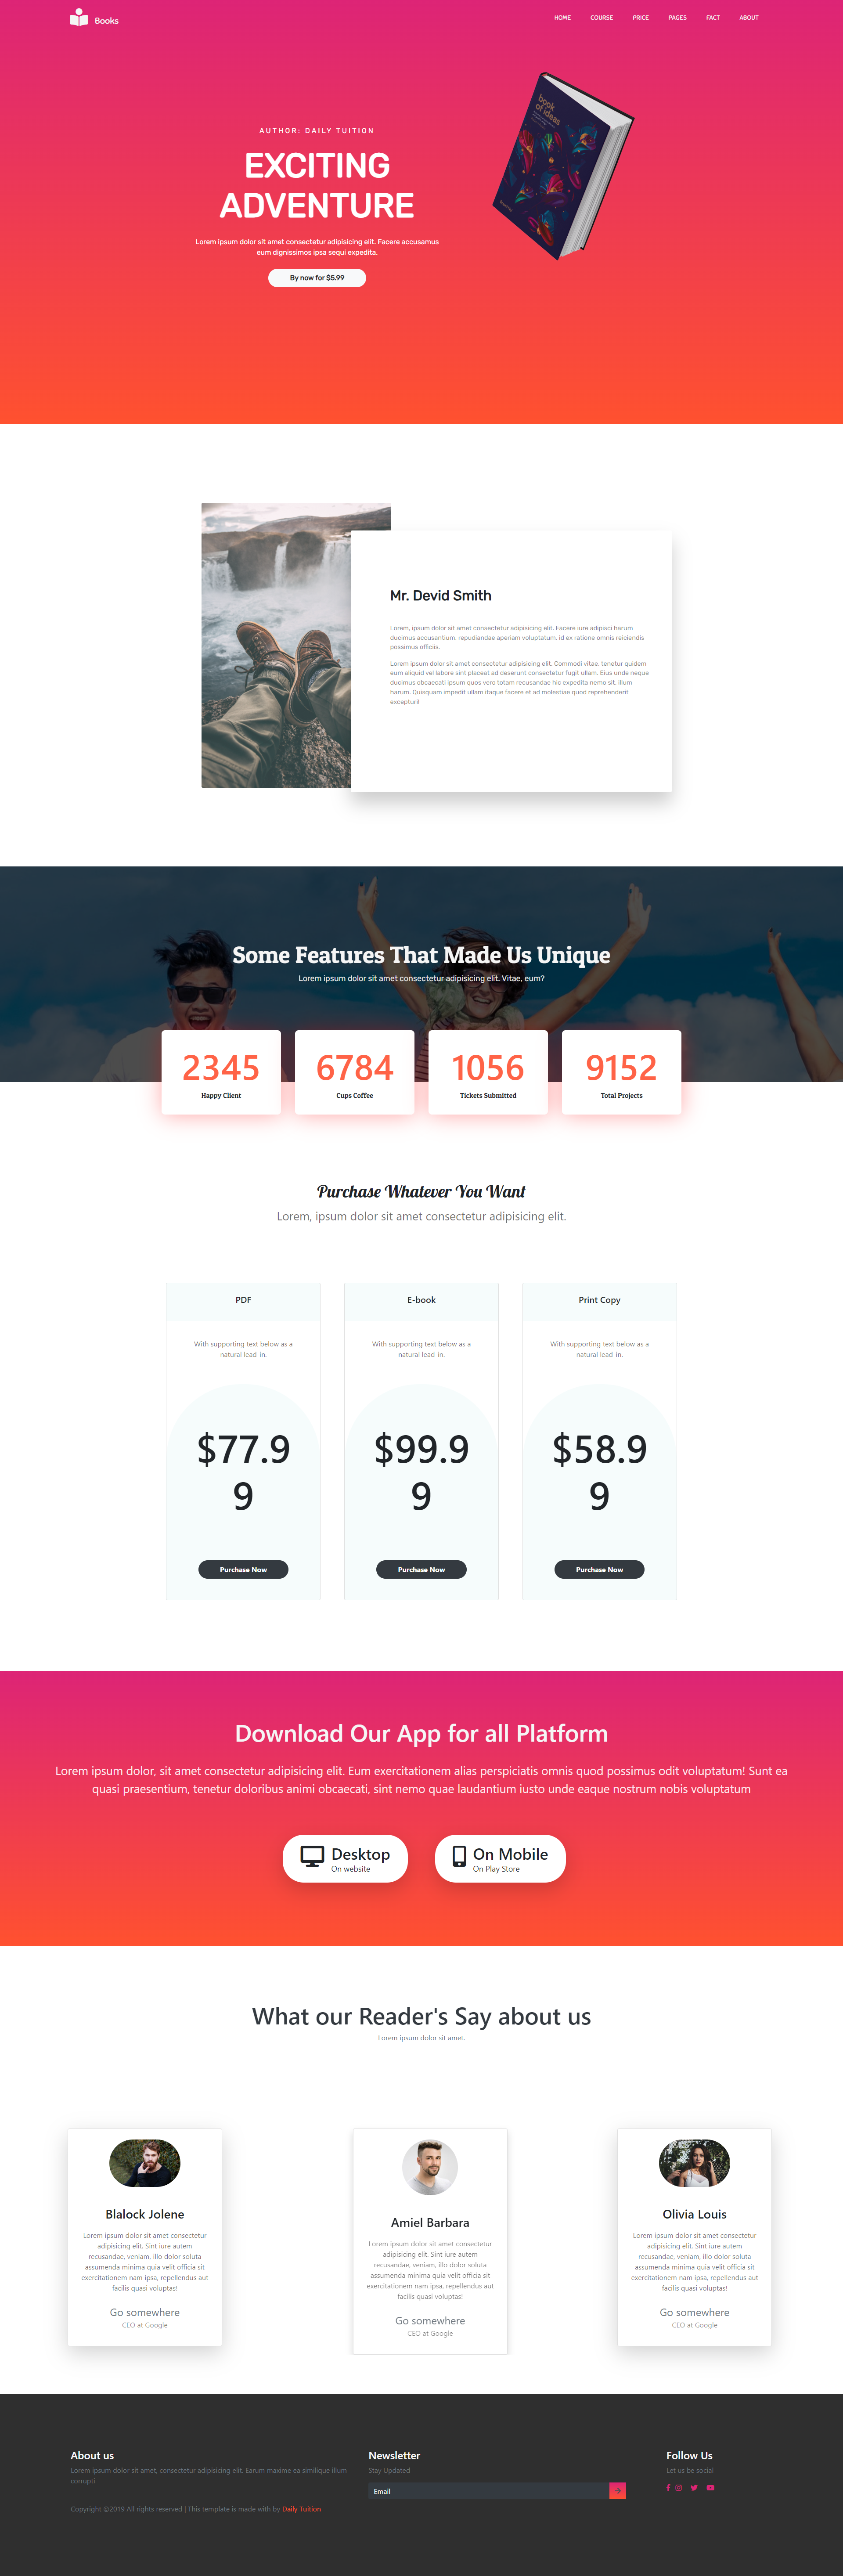 Books
HOME COURSE PRICE PAGES FACT ABOUT
book
of ideas
AUTHOR: DAILY TUITION
EXCITING
ADVENTURE
Lorem ipsum dolor sit amet consectetur adipisicing elit. Facere accusamus
eum dignissimos ipsa sequi expedita.
By now for $5.99
Mr. Devid Smith
Lorem, ipsum dolor sit amet consectetur adipisicing elit. Facere iure adipisci harum
ducimus accusantium, repudiandae aperiam voluptatum, id ex ratione omnis reiciendis
possimus officiis.
Lorem ipsum dolor sit amet consectetur adipisicing elit. Commodi vitae, tenetur quidem
eum aliquid vel labore sint placeat ad deserunt consectetur fugit ullam. Eius unde neque
ducimus obcaecati ipsum quos vero totam recusandae hic expedita nemo sit, illum
harum. Quisquam impedit ullam itaque facere et ad molestiae quod reprehenderit
excepturi!
Some Features That Made Us Unique
Lorem ipsum dolor sit amet consectetur adipisicing elit. Vitae, eum?
2345 6784 1056 9152
Happy Client Cups Coffee Tickets Submitted Total Projects
Purchase Whatever You Want
Lorem, ipsum dolor sit amet consectetur adipisicing elit.
PDF
With supporting text below as a
natural lead-in.
$77.9
9
Purchase Now
E-book
With supporting text below as a
natural lead-in.
$99.9
9
Purchase Now
Print Copy
With supporting text below as a
natural lead-in.
$58.9
9
Purchase Now
Download Our App for all Platform
Lorem ipsum dolor, sit amet consectetur adipisicing elit. Eum exercitationem alias perspiciatis omnis quod possimus odit voluptatum! Sunt ea
quasi praesentium, tenetur doloribus animi obcaecati, sint nemo quae laudantium iusto unde eaque nostrum nobis voluptatum
Desktop
On website
On Mobile
On Play Store
What our Reader's Say about us
Lorem ipsum dolor sit amet.
Blalock Jolene
Lorem ipsum dolor sit amet consectetur
adipisicing elit. Sint iure autem
recusandae, veniam, illo dolor soluta
assumenda minima quia velit officia sit
exercitationem nam ipsa, repellendus aut
facilis quasi voluptas!
Go somewhere
CEO at Google
Amiel Barbara
Lorem ipsum dolor sit amet consectetur
adipisicing elit. Sint iure autem
recusandae, veniam, illo dolor soluta
assumenda minima quia velit officia sit
exercitationem nam ipsa, repellendus aut
facilis quasi voluptas!
Go somewhere
CEO at Google
Olivia Louis
Lorem ipsum dolor sit amet consectetur
adipisicing elit. Sint iure autem
recusandae, veniam, illo dolor soluta
assumenda minima quia velit officia sit
exercitationem nam ipsa, repellendus aut
facilis quasi voluptas!
Go somewhere
CEO at Google
About us
Lorem ipsum dolor sit amet, consectetur adipisicing elit. Earum maxime ea similique illum
corrupti
Copyright ©2019 All rights reserved | This template is made with by Daily Tuition
Newsletter
Stay Updated
Email
Follow Us
Let us be social